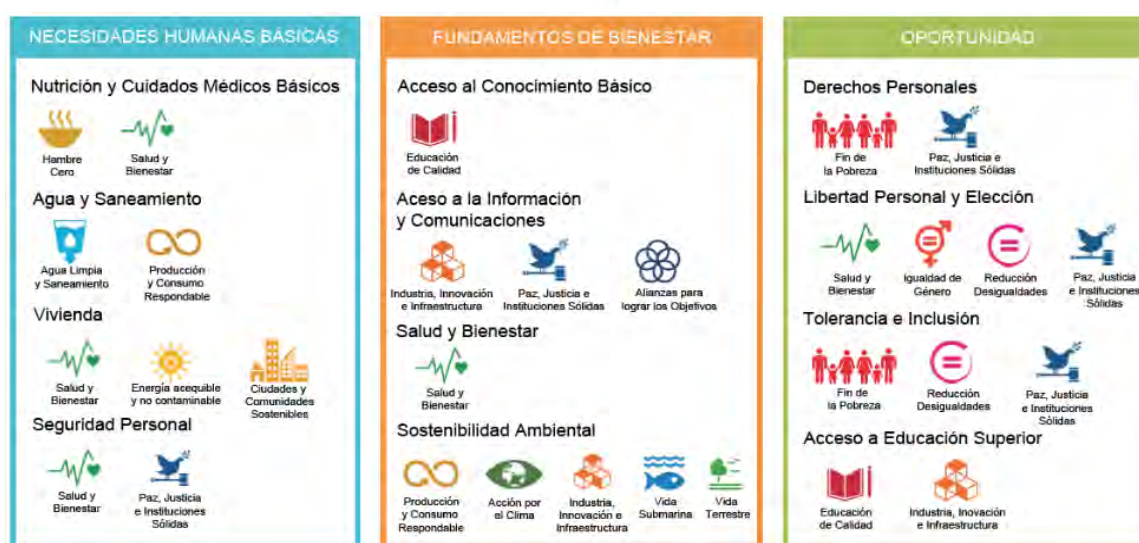 NECESIDADES HUMANAS BÁSICAS
Nutrición y Cuidados Médicos Básicos
Hambre
Cero
Salud y
Bienestar
Agua y Saneamiento
Agua Limpia
y Saneamiento
Producción
y Consumo
Respondable
Vivienda
Salud y
Bienestar
Energía acequible
y no contaminable
Ciudades y
Comunidades
Sostenibles
Seguridad Personal
Salud y
Bienestar
Paz, Justicia
e Instituciones
Sólidas
FUNDAMENTOS DE BIENESTAR
Acceso al Conocimiento Básico
Educación
de Calidad
Aceso a la Información
y Comunicaciones
Industria, Innovación
e Infraestructura
Paz, Justicia e
Instituciones Sólidas
Alianzas para
lograr los Objetivos
Salud y Bienestar
Salud y
Bienestar
Sostenibilidad Ambiental
Producción
y Consumo
Respondable
Acción por
el Clima
Industria,
Innovación e
Infraestructura
Vida
Submarina
Vida
Terrestre
OPORTUNIDAD
Derechos Personales
Fin de
la Pobreza
Paz, Justicia e
Instituciones Sólidas
Libertad Personal y Elección
Salud y
Bienestar
Igualdad de
Género
Reducción
Desigualdades
Paz, Justicia
e Instituciones
Sólidas
Tolerancia e Inclusión
Fin de
la Pobreza
Reducción
Desigualdades
Paz, Justicia
e Instituciones
Sólidas
Acceso a Educación Superior
Educación
de Calidad
Industria, Inovación
e Infraestructura